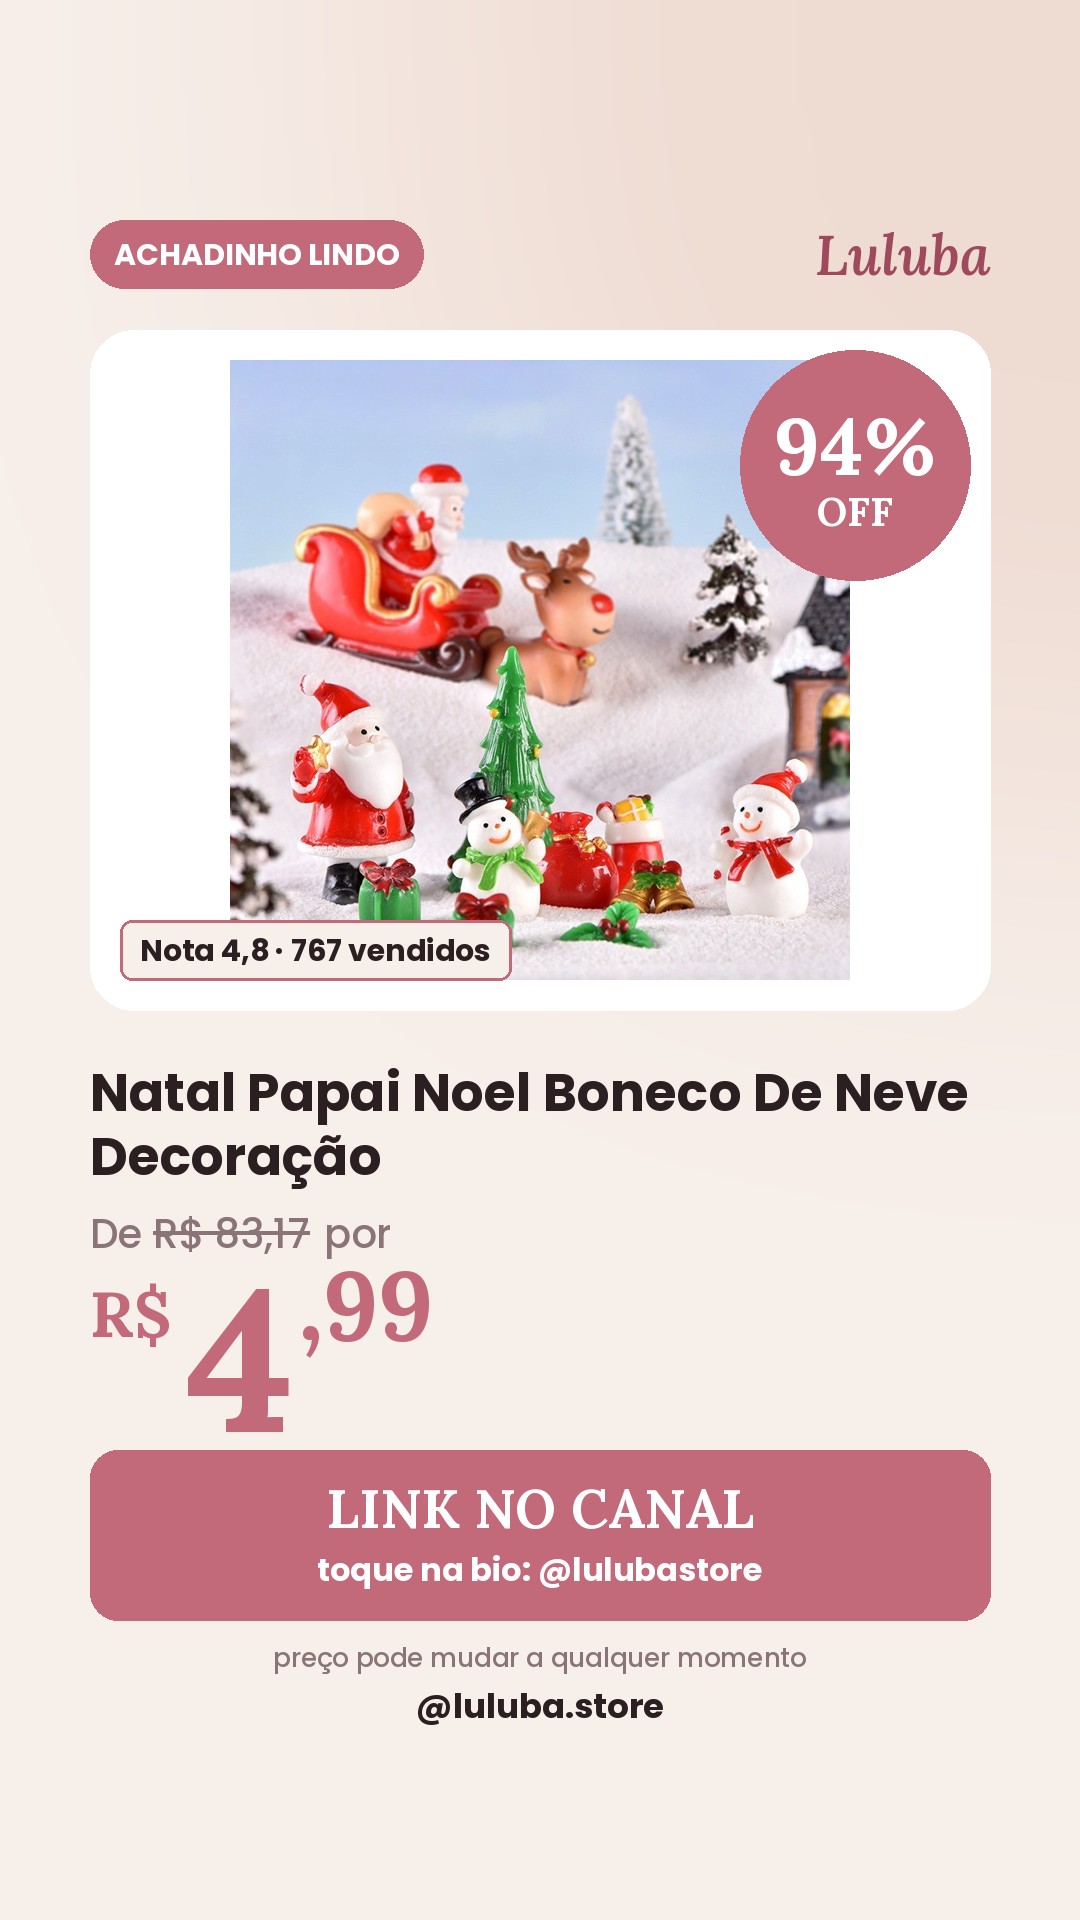 ACHADINHO LINDO
Luluba
94%
OFF
Nota 4,8 · 767 vendidos
Natal Papai Noel Boneco De Neve
Decoração
De R$ 83,17 por
R$ 4,99
LINK NO CANAL
toque na bio: @lulubastore
preço pode mudar a qualquer momento
@luluba.store